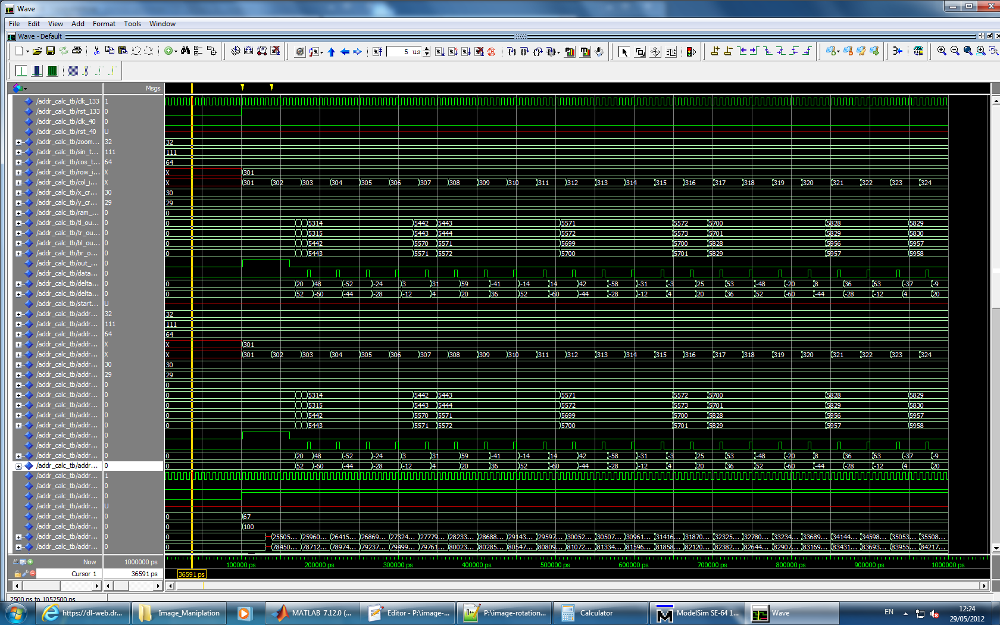 Wave
File Edit View Add Format Tools Window
Wave - Default
5 us
Msgs
/addr_calc_tb/clk_133 1
/addr_calc_tb/rst_133 0
/addr_calc_tb/clk_40 0
/addr_calc_tb/rst_40 U
/addr_calc_tb/zoom... 32 32
/addr_calc_tb/sin_t... 111 111
/addr_calc_tb/cos_t... 64 64
/addr_calc_tb/row_i... X X 301
/addr_calc_tb/col_i... X X 301 302 303 304 305 306 307 308 309 310 311 312 313 314 315 316 317 318 319 320 321 322 323 324
/addr_calc_tb/x_cr... 30 30
/addr_calc_tb/y_cr... 29 29
/addr_calc_tb/ram_... 0 0
/addr_calc_tb/tl_ou... 0 0 5314 5442 5443 5571 5572 5700 5828 5829
/addr_calc_tb/tr_ou... 0 0 5315 5443 5444 5572 5573 5701 5829 5830
/addr_calc_tb/bl_ou... 0 0 5442 5570 5571 5699 5700 5828 5956 5957
/addr_calc_tb/br_o... 0 0 5443 5571 5572 5700 5701 5829 5957 5958
/addr_calc_tb/out_... 0
/addr_calc_tb/data... 0
/addr_calc_tb/delta... 0 0 20 48 -52 -24 3 31 59 -41 -14 14 42 -58 -31 -3 25 53 -48 -20 8 36 63 -37 -9
/addr_calc_tb/delta... 0 0 52 -60 -44 -28 -12 4 20 36 52 -60 -44 -28 -12 4 20 36 52 -60 -44 -28 -12 4 20
/addr_calc_tb/start... U
/addr_calc_tb/addr... 32 32
/addr_calc_tb/addr... 111 111
/addr_calc_tb/addr... 64 64
/addr_calc_tb/addr... X X 301
/addr_calc_tb/addr... X X 301 302 303 304 305 306 307 308 309 310 311 312 313 314 315 316 317 318 319 320 321 322 323 324
/addr_calc_tb/addr... 30 30
/addr_calc_tb/addr... 29 29
/addr_calc_tb/addr... 0 0
/addr_calc_tb/addr... 0 0 5314 5442 5443 5571 5572 5700 5828 5829
/addr_calc_tb/addr... 0 0 5315 5443 5444 5572 5573 5701 5829 5830
/addr_calc_tb/addr... 0 0 5442 5570 5571 5699 5700 5828 5956 5957
/addr_calc_tb/addr... 0 0 5443 5571 5572 5700 5701 5829 5957 5958
/addr_calc_tb/addr... 0
/addr_calc_tb/addr... 0
/addr_calc_tb/addr... 0 0 20 48 -52 -24 3 31 59 -41 -14 14 42 -58 -31 -3 25 53 -48 -20 8 36 63 -37 -9
/addr_calc_tb/addr... 0 0 52 -60 -44 -28 -12 4 20 36 52 -60 -44 -28 -12 4 20 36 52 -60 -44 -28 -12 4 20
/addr_calc_tb/addr... 1
/addr_calc_tb/addr... 0
/addr_calc_tb/addr... 0
/addr_calc_tb/addr... U
/addr_calc_tb/addr... 0 0 67
/addr_calc_tb/addr... 0 0 100
/addr_calc_tb/addr... 0 25505... 25960... 26415... 26869... 27324... 27779... 28233... 28688... 29143... 29597... 30052... 30507... 30961... 31416... 31870... 32325... 32780... 33234... 33689... 34144... 34598... 35053... 35508...
/addr_calc_tb/addr... 0 78450... 78712... 78974... 79237... 79499... 79761... 80023... 80285... 80547... 80809... 81072... 81334... 81596... 81858... 82120... 82382... 82644... 82907... 83169... 83431... 83693... 83955... 84217...
Now 1000000 ps 100000 ps 200000 ps 300000 ps 400000 ps 500000 ps 600000 ps 700000 ps 800000 ps 900000 ps 1000000 ps
Cursor 1 36591 ps 36591 ps
2500 ns to 1052500 ns
https://dl-web.dr... Image_Maniplation MATLAB 7.12.0 (... Editor - P:\image-... P:\image-rotation... Calculator ModelSim SE-64 1... Wave EN 12:24
29/05/2012